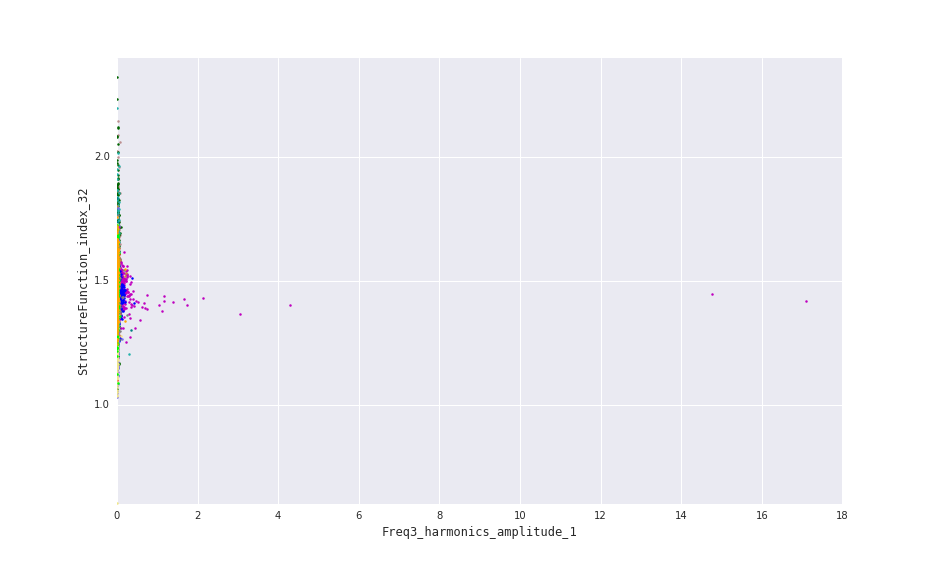 2.0
1.5
1.0
StructureFunction_index_32
0 2 4 6 8 10 12 14 16 18
Freq3_harmonics_amplitude_1